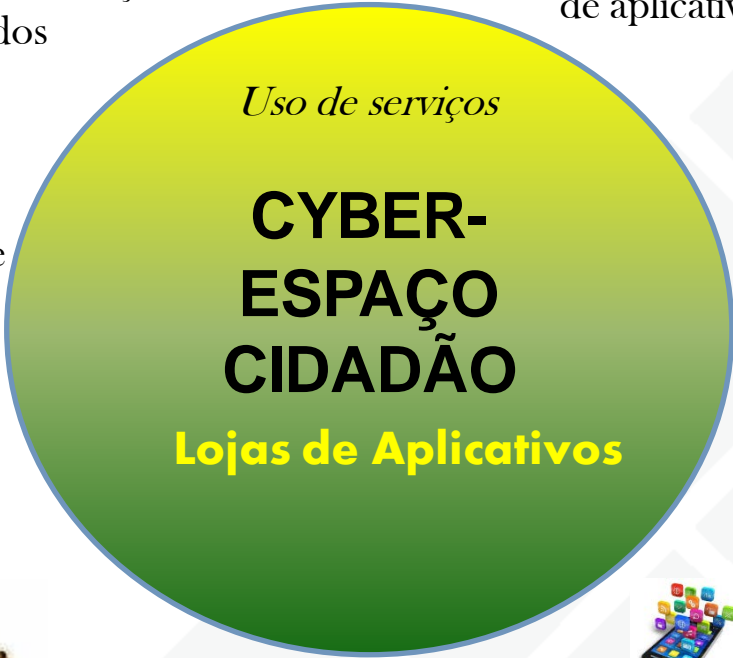 de aplicativ
dos
Uso de serviços
CYBER-
ESPAÇO
e
CIDADÃO
Lojas de Aplicativos